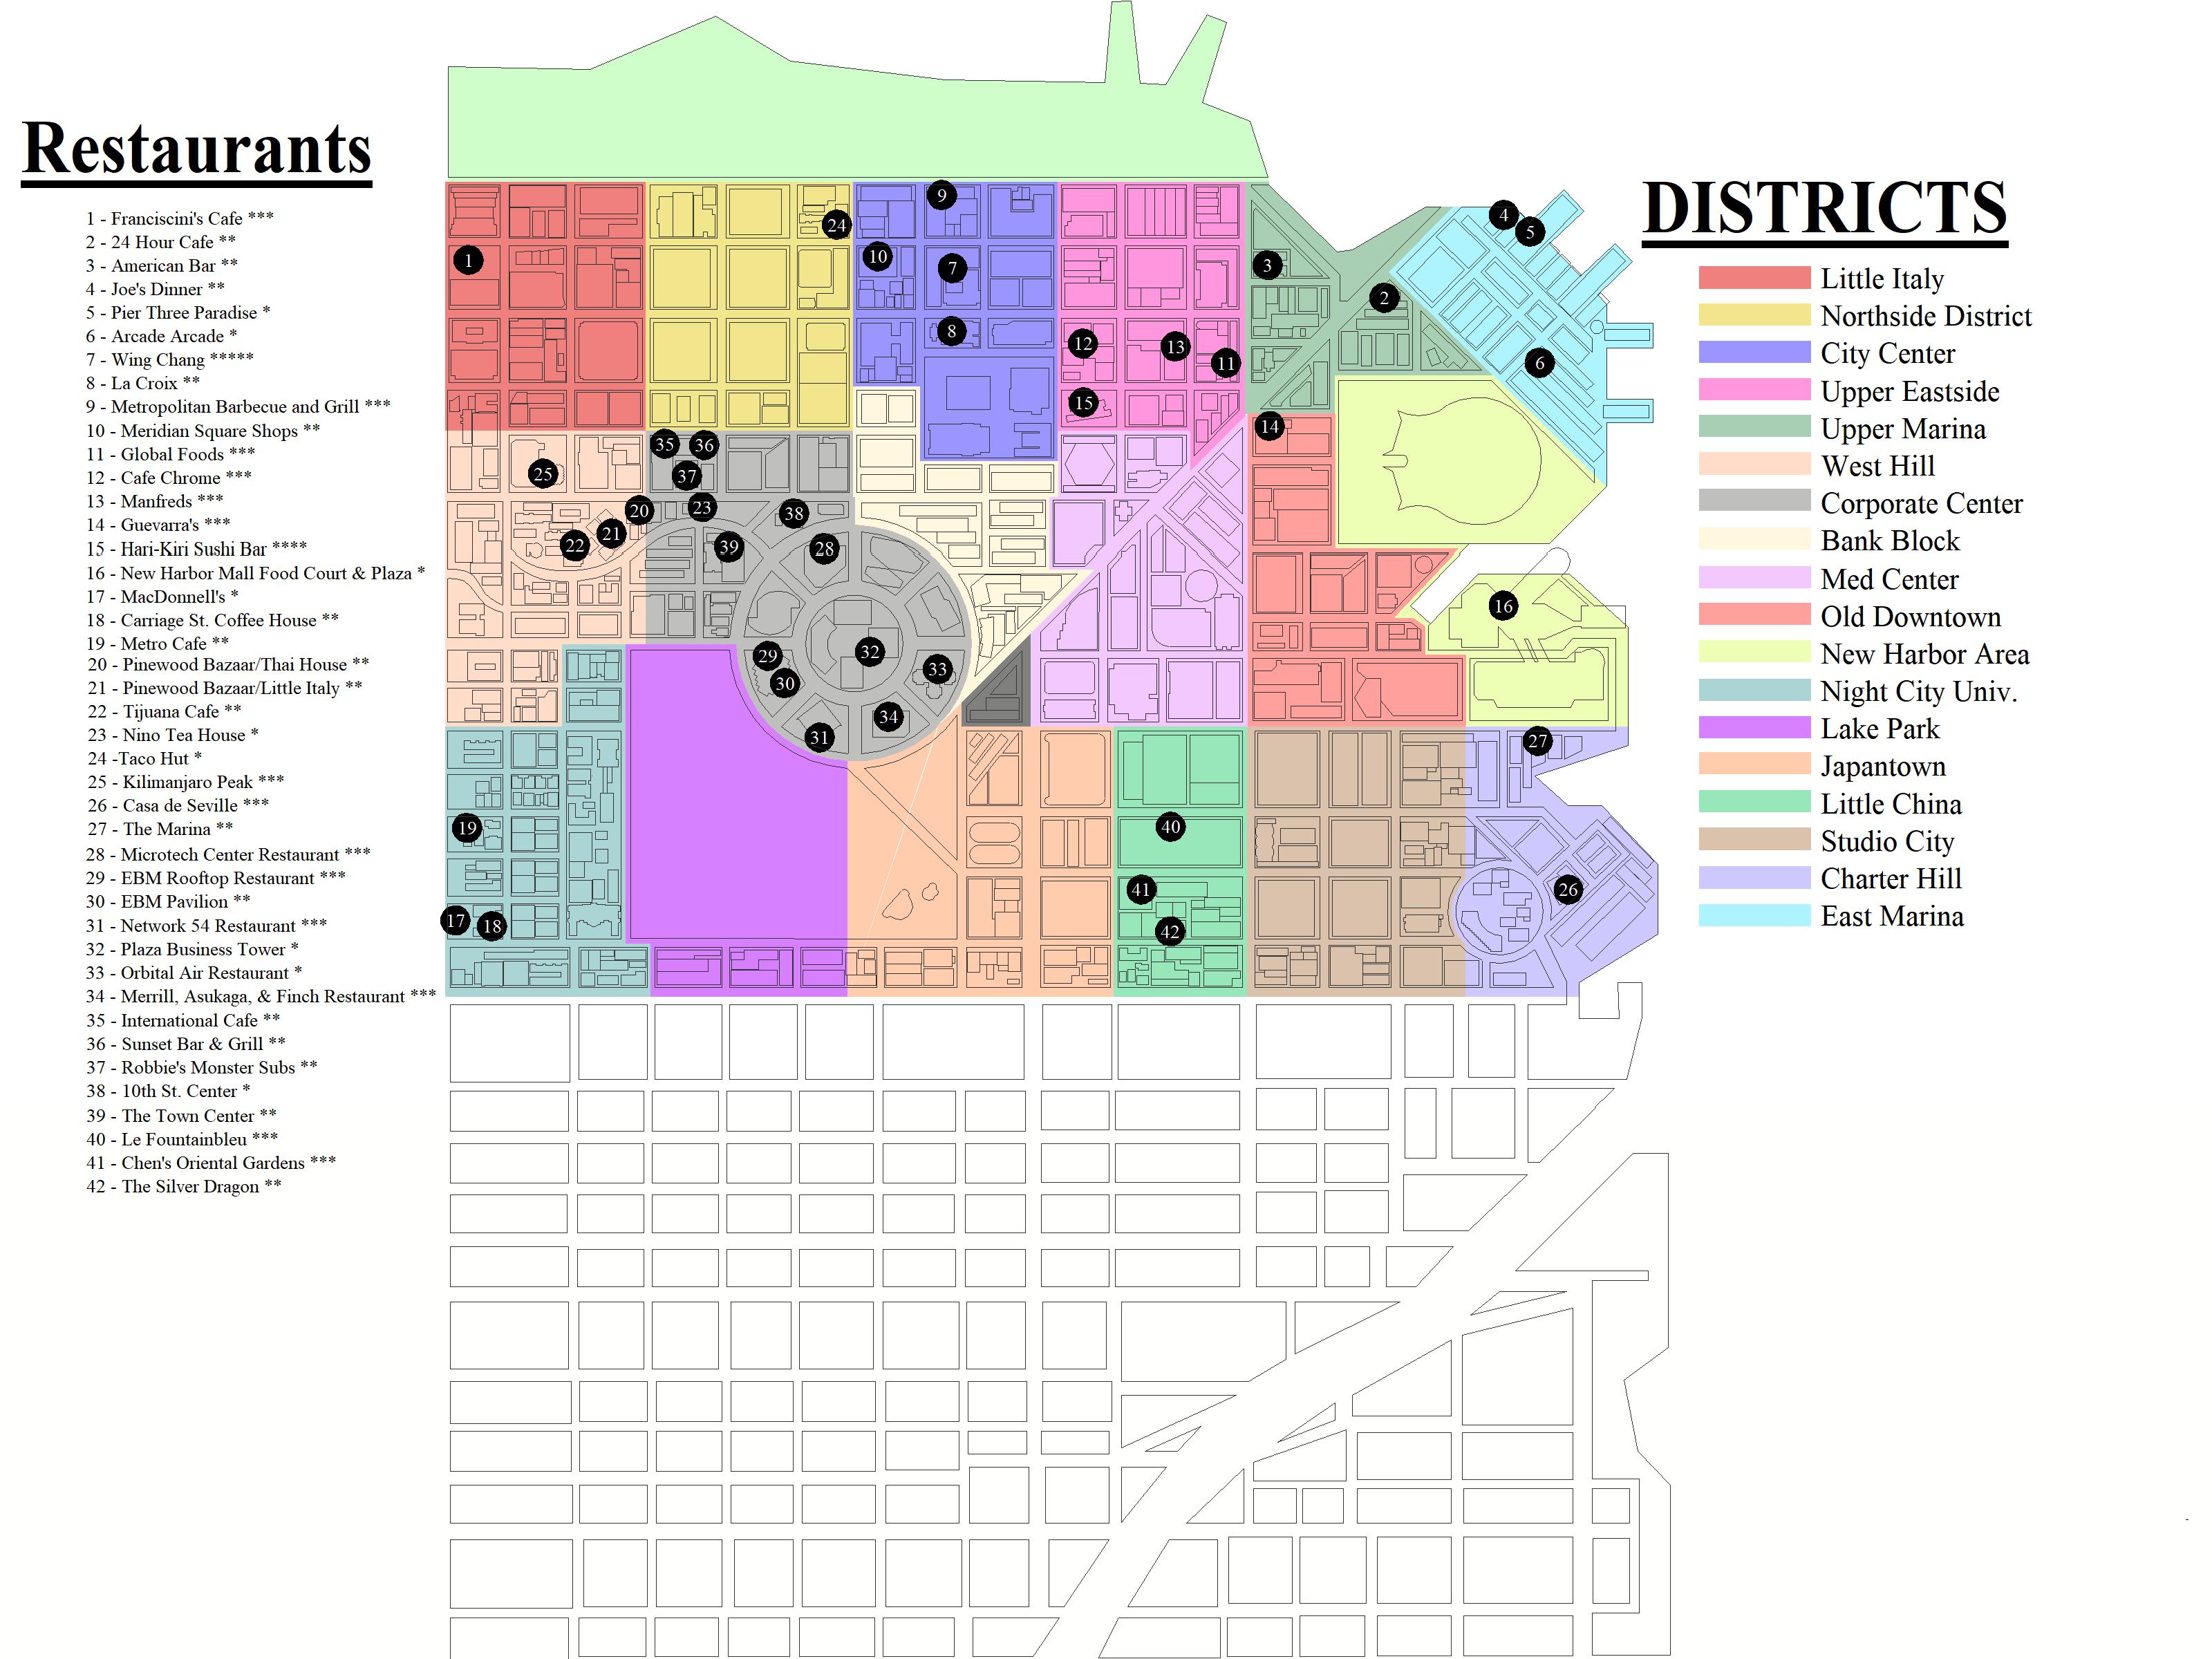 Restaurants
1 - Franciscini's Cafe ***
2 - 24 Hour Cafe **
3 - American Bar **
4 - Joe's Dinner **
5 - Pier Three Paradise *
6 - Arcade Arcade *
7 - Wing Chang *****
8 - La Croix **
9 - Metropolitan Barbecue and Grill ***
10 - Meridian Square Shops **
11 - Global Foods ***
12 - Cafe Chrome ***
13 - Manfreds ***
14 - Guevarra's ***
15 - Hari-Kiri Sushi Bar ****
16 - New Harbor Mall Food Court & Plaza *
17 - MacDonnell's *
18 - Carriage St. Coffee House **
19 - Metro Cafe **
20 - Pinewood Bazaar/Thai House **
21 - Pinewood Bazaar/Little Italy **
22 - Tijuana Cafe **
23 - Nino Tea House *
24 -Taco Hut *
25 - Kilimanjaro Peak ***
26 - Casa de Seville ***
27 - The Marina **
28 - Microtech Center Restaurant ***
29 - EBM Rooftop Restaurant ***
30 - EBM Pavilion **
31 - Network 54 Restaurant ***
32 - Plaza Business Tower *
33 - Orbital Air Restaurant *
34 - Merrill, Asukaga, & Finch Restaurant ***
35 - International Cafe **
36 - Sunset Bar & Grill **
37 - Robbie's Monster Subs **
38 - 10th St. Center *
39 - The Town Center **
40 - Le Fountainbleu ***
41 - Chen's Oriental Gardens ***
42 - The Silver Dragon **
9
4
24
5
1
10
7
3
2
8
12
13
11
6
15
14
35
36
25
37
20
23
38
21
22
39
28
16
32
29
33
30
34
31
27
19
40
41
26
17
18
42
DISTRICTS
Little Italy
Northside District
City Center
Upper Eastside
Upper Marina
West Hill
Corporate Center
Bank Block
Med Center
Old Downtown
New Harbor Area
Night City Univ.
Lake Park
Japantown
Little China
Studio City
Charter Hill
East Marina